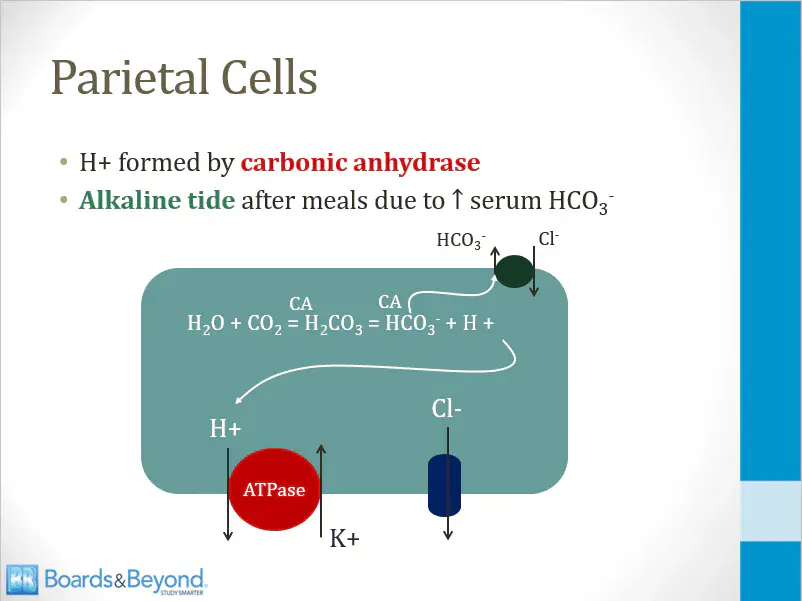 Parietal Cells
• H+ formed by carbonic anhydrase
• Alkaline tide after meals due to ↑ serum HCO₃⁻
HCO₃⁻ Cl⁻
CA CA
H₂O + CO₂ = H₂CO₃ = HCO₃⁻ + H +
Cl-
H+
ATPase
K+
BB Boards&Beyond.
STUDY SMARTER